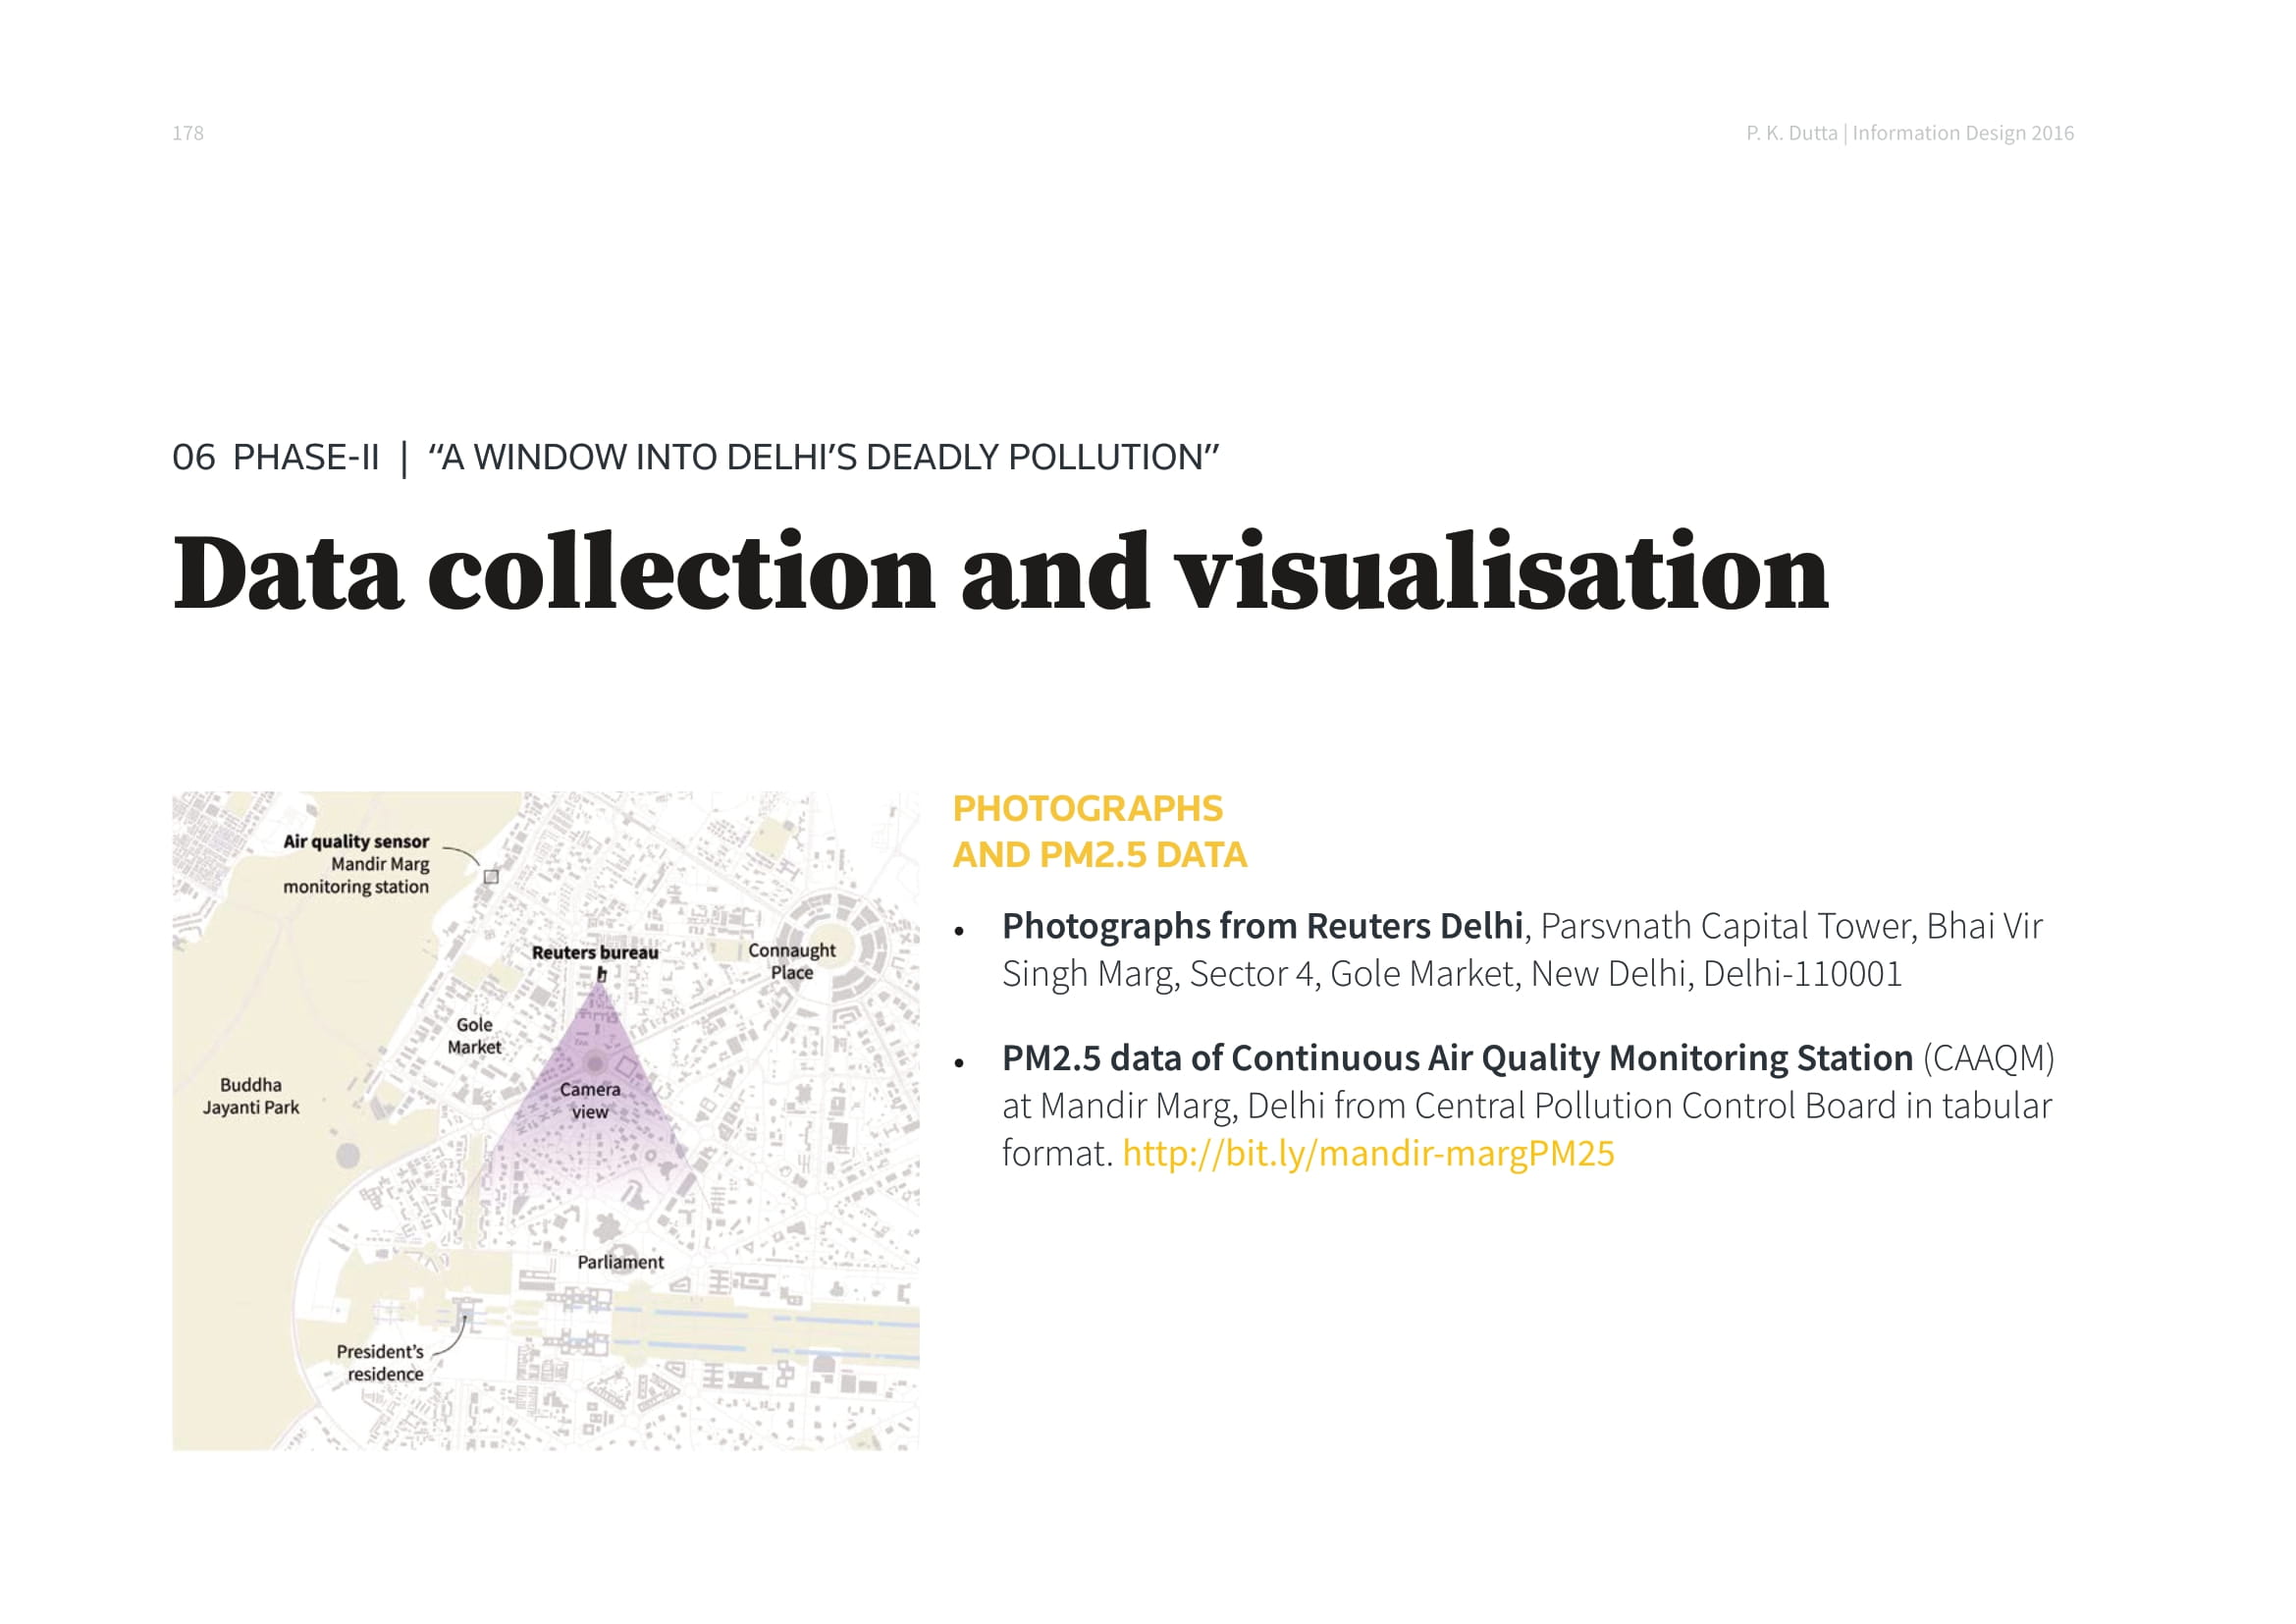 178
P. K. Dutta | Information Design 2016
06 PHASE-II | “A WINDOW INTO DELHI’S DEADLY POLLUTION”
Data collection and visualisation
Air quality sensor
Mandir Marg
monitoring station
Reuters bureau
Connaught
Place
Gole
Market
Buddha
Jayanti Park
Camera
view
Parliament
President’s
residence
PHOTOGRAPHS
AND PM2.5 DATA
• Photographs from Reuters Delhi, Parsvnath Capital Tower, Bhai Vir
Singh Marg, Sector 4, Gole Market, New Delhi, Delhi-110001
• PM2.5 data of Continuous Air Quality Monitoring Station (CAAQM)
at Mandir Marg, Delhi from Central Pollution Control Board in tabular
format. http://bit.ly/mandir-margPM25